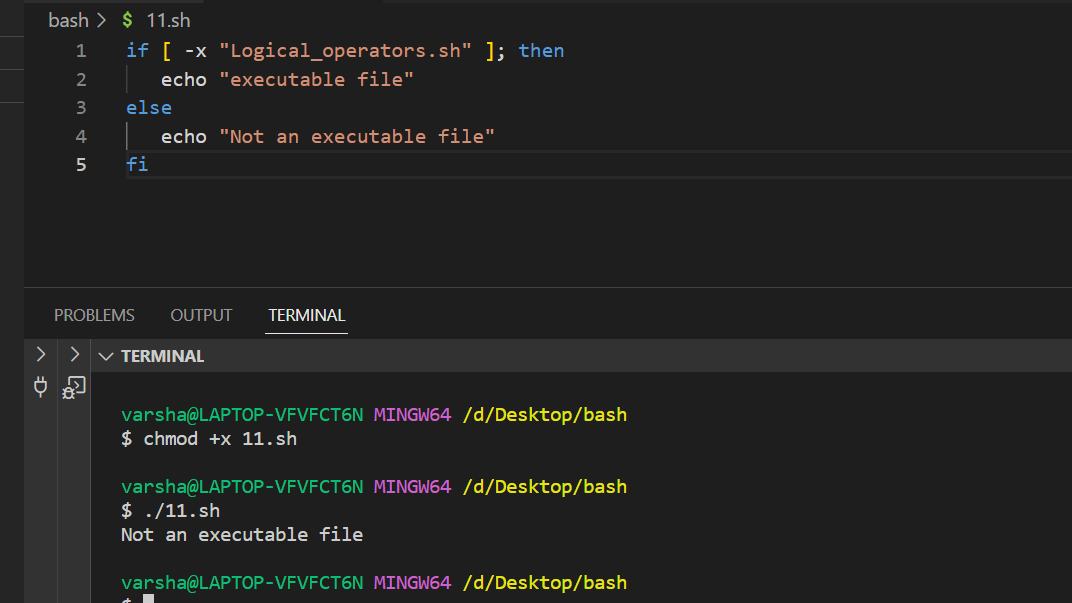 bash > $ 11.sh
1 if [ -x "Logical_operators.sh" ]; then
2    echo "executable file"
3 else
4    echo "Not an executable file"
5 fi
PROBLEMS OUTPUT TERMINAL
TERMINAL
varsha@LAPTOP-VFVFCT6N MINGW64 /d/Desktop/bash
$ chmod +x 11.sh
varsha@LAPTOP-VFVFCT6N MINGW64 /d/Desktop/bash
$ ./11.sh
Not an executable file
varsha@LAPTOP-VFVFCT6N MINGW64 /d/Desktop/bash
$